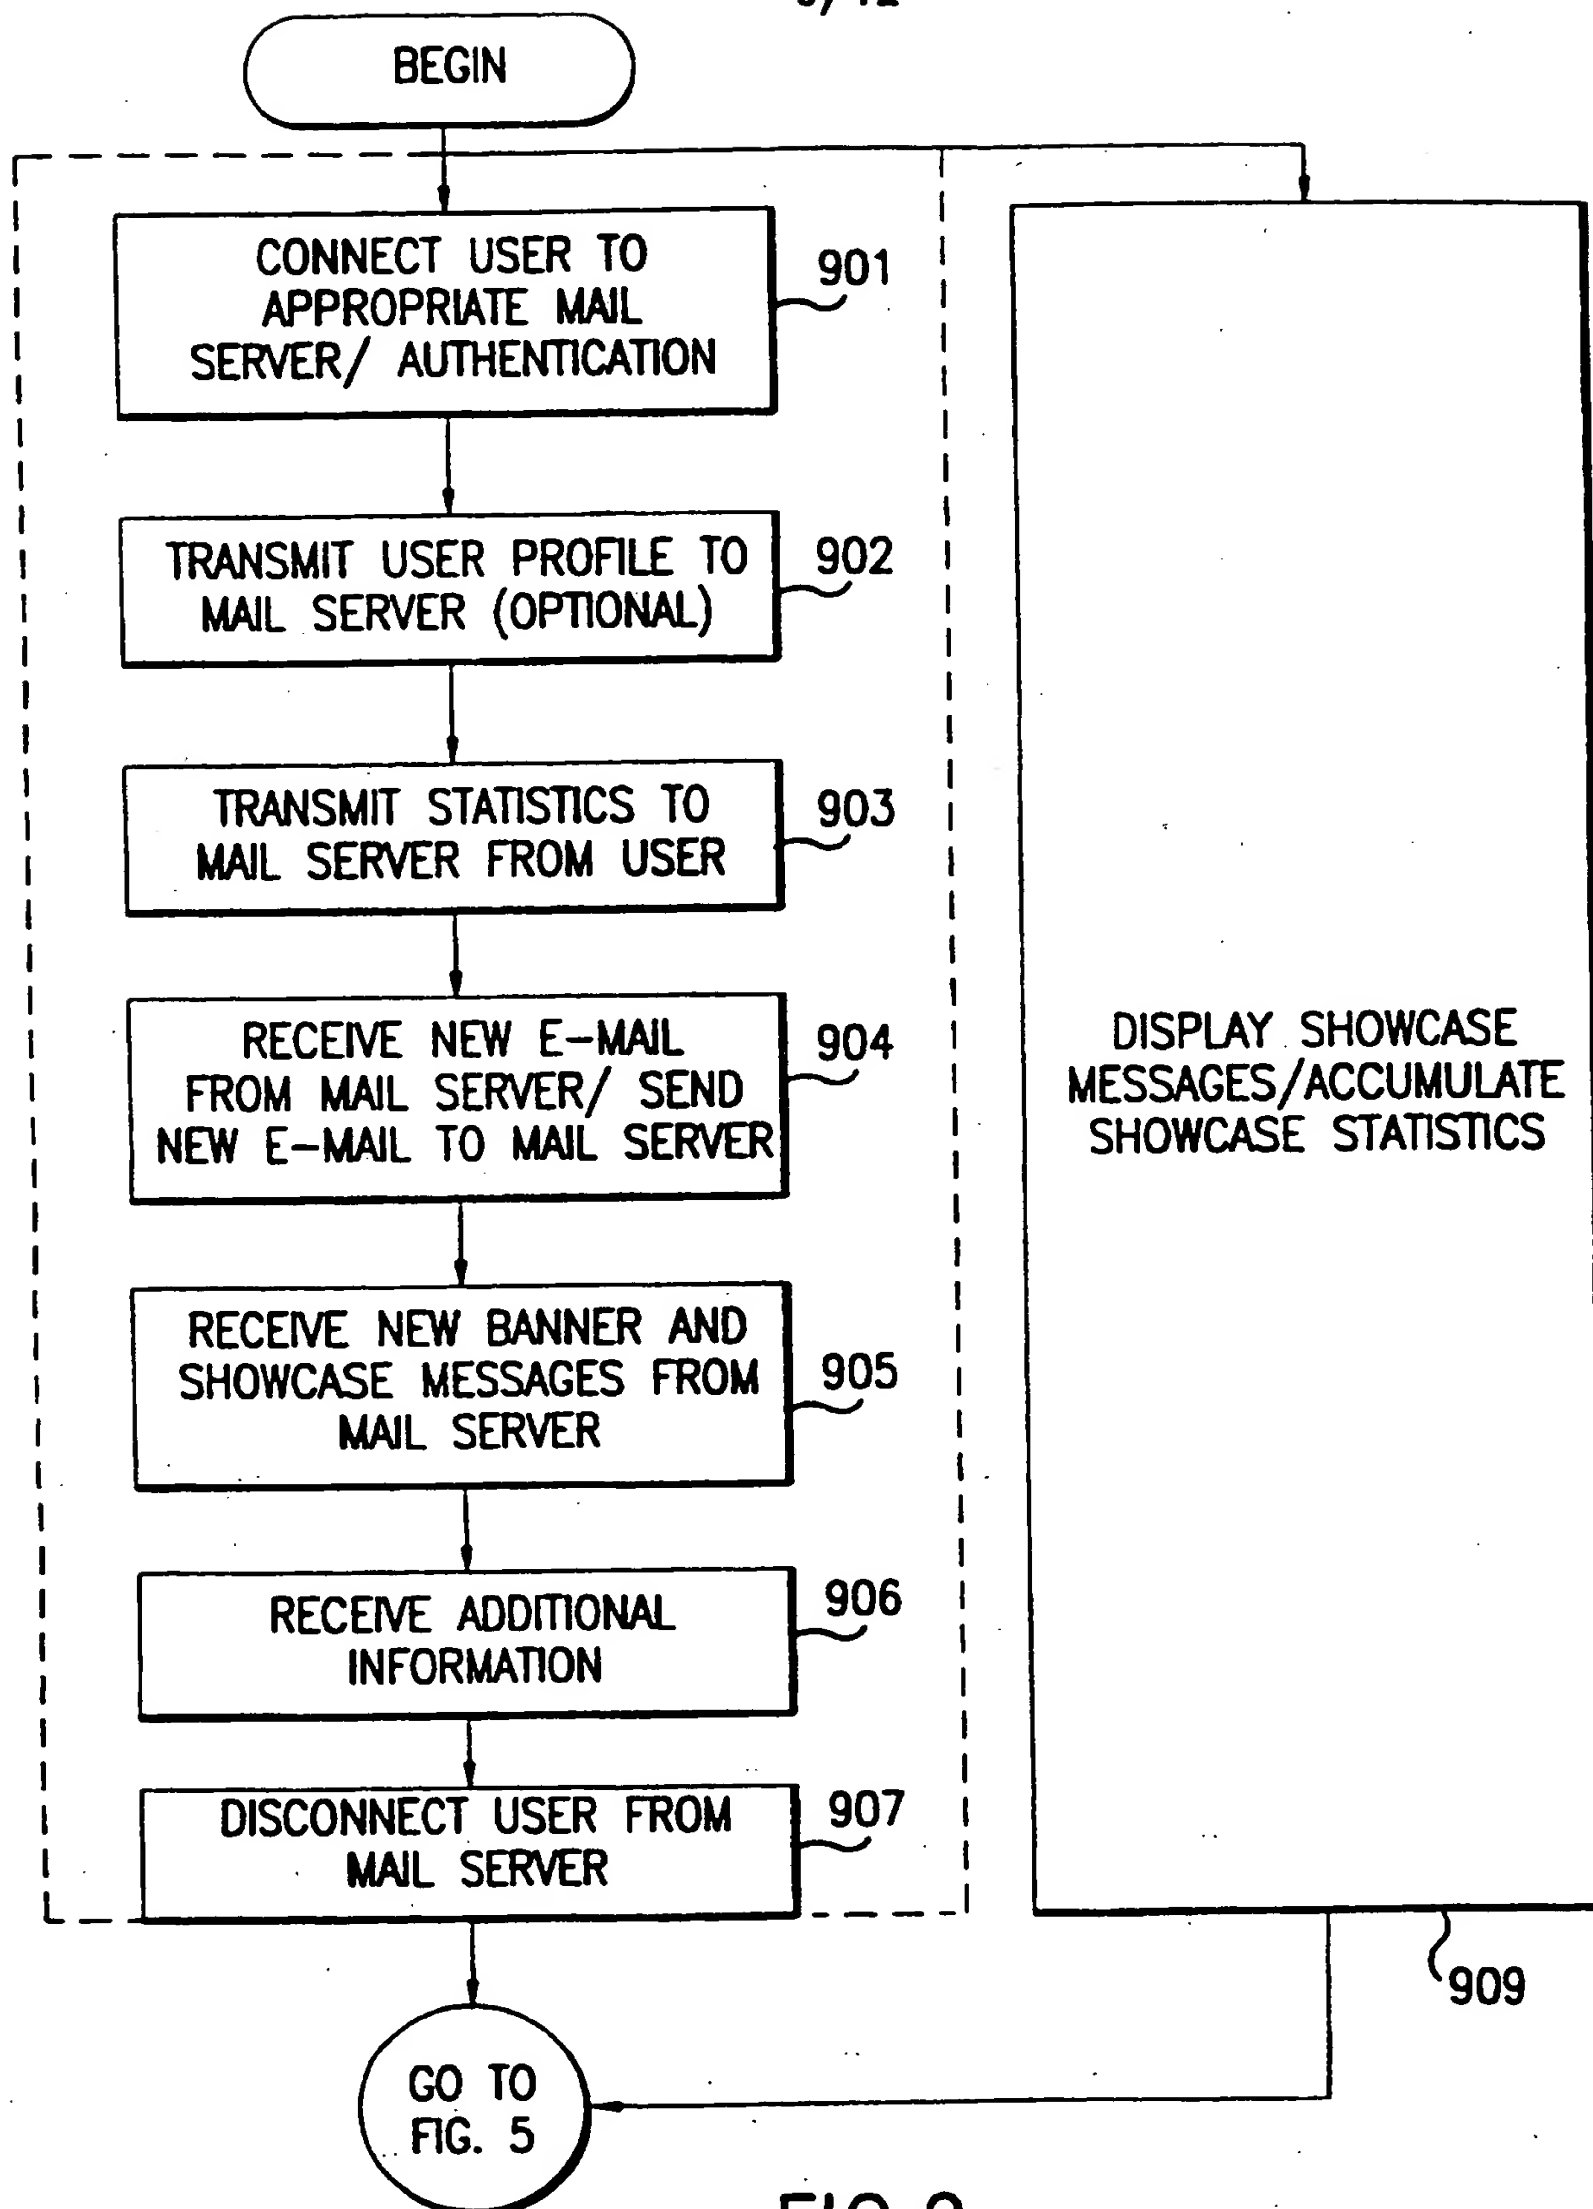 BEGIN
CONNECT USER TO
APPROPRIATE MAIL
SERVER/ AUTHENTICATION
901
TRANSMIT USER PROFILE TO
MAIL SERVER (OPTIONAL)
902
TRANSMIT STATISTICS TO
MAIL SERVER FROM USER
903
RECEIVE NEW E-MAIL
FROM MAIL SERVER/ SEND
NEW E-MAIL TO MAIL SERVER
904
DISPLAY SHOWCASE
MESSAGES/ACCUMULATE
SHOWCASE STATISTICS
RECEIVE NEW BANNER AND
SHOWCASE MESSAGES FROM
MAIL SERVER
905
RECEIVE ADDITIONAL
INFORMATION
906
DISCONNECT USER FROM
MAIL SERVER
907
909
GO TO
FIG. 5